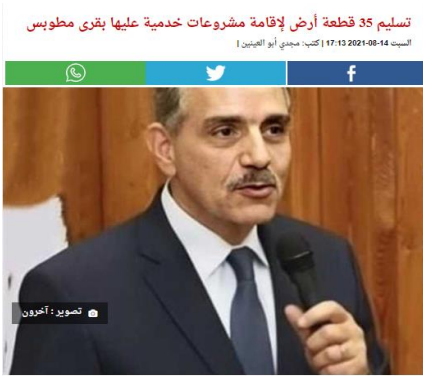 تسليم 35 قطعة أرض لإقامة مشروعات خدمية عليها بقرى مطوبس
السبت 14-08-2021 17:13 | كتب: مجدي أبو العينين |
تصوير : آخرون